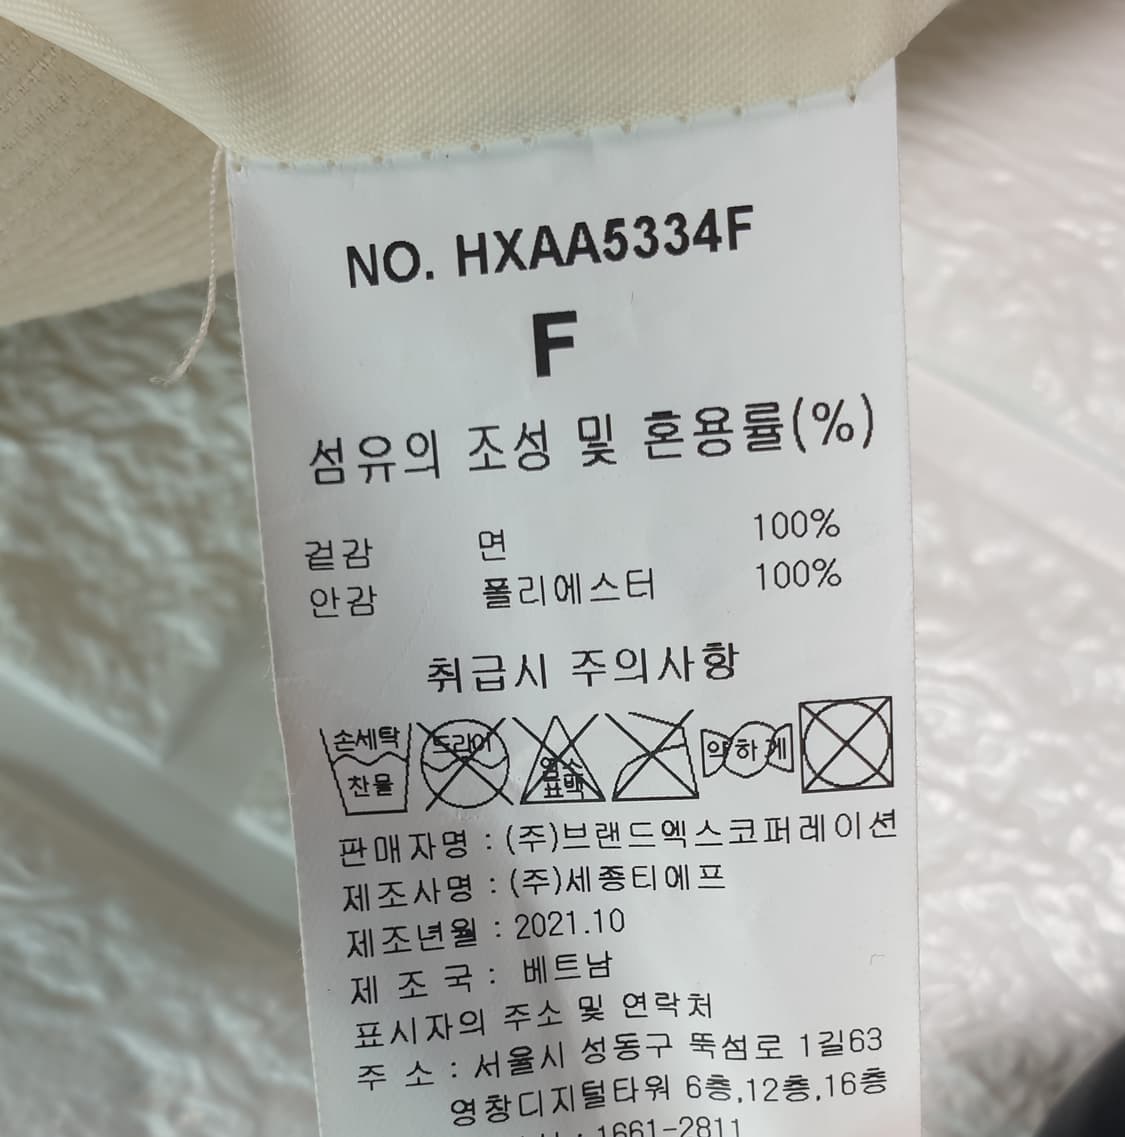 NO. HXAA5334F
F
섬유의 조성 및 혼용률(%)
겉감 면 100%
안감 폴리에스터 100%
취급시 주의사항
손세탁 드라이 염소 약하게
찬물 표백
판매자명 : (주)브랜드엑스코퍼레이션
제조사명 : (주)세종티에프
제조년월 : 2021.10
제 조 국 : 베트남
표시자의 주소 및 연락처
주 소 : 서울시 성동구 뚝섬로 1길63
영창디지털타워 6층,12층,16층
: 1661-2811